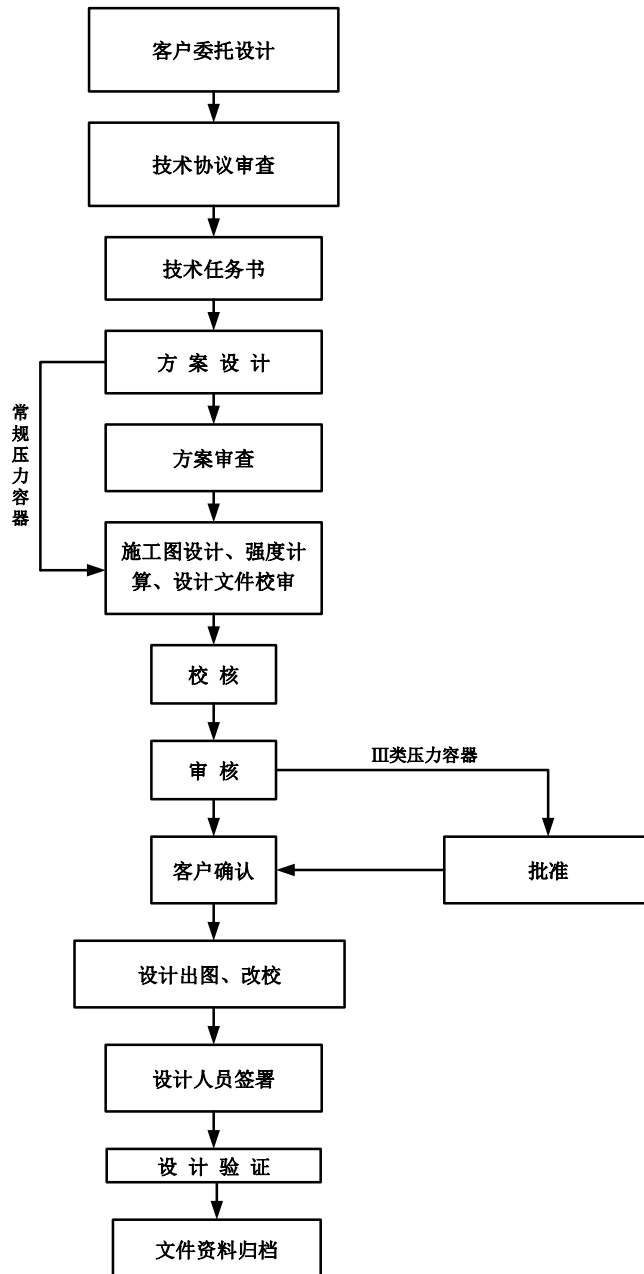 客户委托设计
技术协议审查
技术任务书
方 案 设 计
常规压力容器
方案审查
施工图设计、强度计
算、设计文件校审
校 核
审 核
Ⅲ类压力容器
客户确认
批准
设计出图、改校
设计人员签署
设 计 验 证
文件资料归档